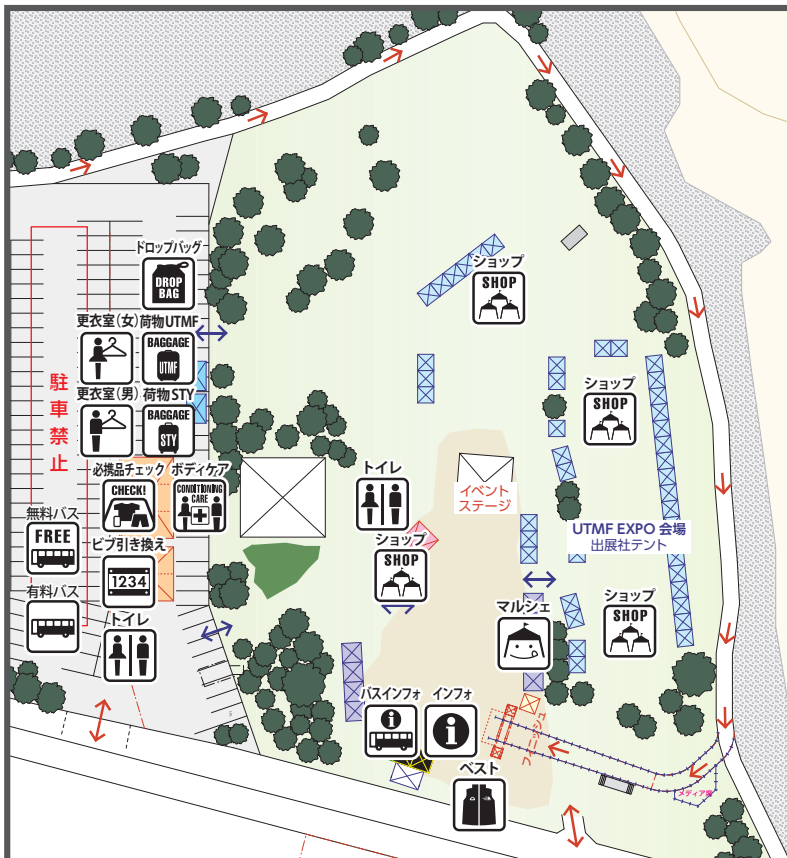 ドロップバッグ
DROP
BAG
更衣室(女)
荷物UTMF
BAGGAGE
UTMF
更衣室(男)
荷物STY
BAGGAGE
STY
駐車禁止
必携品チェック
CHECK!
ボディケア
CONDITIONING
CARE
無料バス
FREE
ビブ引き換え
1234
有料バス
トイレ
ショップ
SHOP
ショップ
SHOP
トイレ
イベント
ステージ
UTMF EXPO 会場
出展社テント
ショップ
SHOP
マルシェ
ショップ
SHOP
バスインフォ
i
インフォ
i
フィニッシュ
ベスト
メディア席